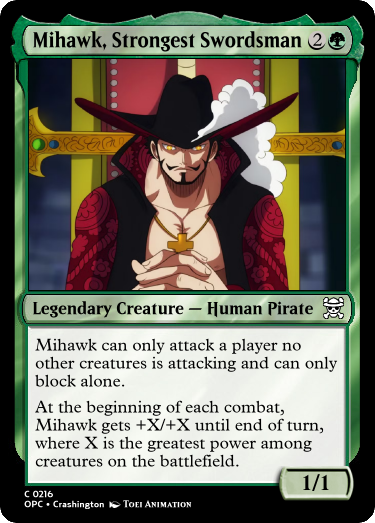 Mihawk, Strongest Swordsman 2
Legendary Creature — Human Pirate
Mihawk can only attack a player no
other creatures is attacking and can only
block alone.
At the beginning of each combat,
Mihawk gets +X/+X until end of turn,
where X is the greatest power among
creatures on the battlefield.
1/1
C 0216
OPC • Crashington TOEI ANIMATION